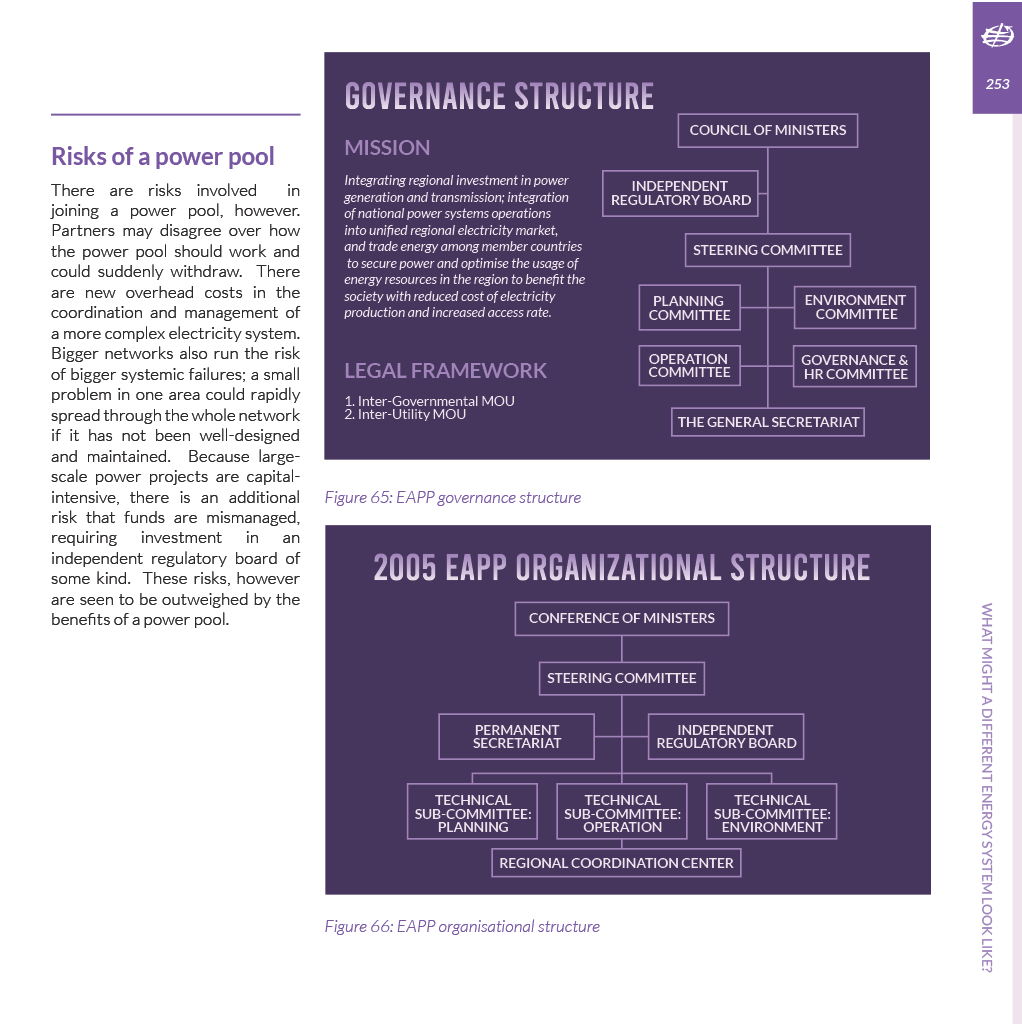 253
Risks of a power pool
There are risks involved in
joining a power pool, however.
Partners may disagree over how
the power pool should work and
could suddenly withdraw. There
are new overhead costs in the
coordination and management of
a more complex electricity system.
Bigger networks also run the risk
of bigger systemic failures; a small
problem in one area could rapidly
spread through the whole network
if it has not been well-designed
and maintained. Because large-
scale power projects are capital-
intensive, there is an additional
risk that funds are mismanaged,
requiring investment in an
independent regulatory board of
some kind. These risks, however
are seen to be outweighed by the
benefits of a power pool.
GOVERNANCE STRUCTURE
MISSION
Integrating regional investment in power
generation and transmission; integration
of national power systems operations
into unified regional electricity market,
and trade energy among member countries
to secure power and optimise the usage of
energy resources in the region to benefit the
society with reduced cost of electricity
production and increased access rate.
LEGAL FRAMEWORK
1. Inter-Governmental MOU
2. Inter-Utility MOU
COUNCIL OF MINISTERS
INDEPENDENT
REGULATORY BOARD
STEERING COMMITTEE
PLANNING
COMMITTEE
ENVIRONMENT
COMMITTEE
OPERATION
COMMITTEE
GOVERNANCE &
HR COMMITTEE
THE GENERAL SECRETARIAT
Figure 65: EAPP governance structure
2005 EAPP ORGANIZATIONAL STRUCTURE
CONFERENCE OF MINISTERS
STEERING COMMITTEE
PERMANENT
SECRETARIAT
INDEPENDENT
REGULATORY BOARD
TECHNICAL
SUB-COMMITTEE:
PLANNING
TECHNICAL
SUB-COMMITTEE:
OPERATION
TECHNICAL
SUB-COMMITTEE:
ENVIRONMENT
REGIONAL COORDINATION CENTER
Figure 66: EAPP organisational structure
WHAT MIGHT A DIFFERENT ENERGY SYSTEM LOOK LIKE?